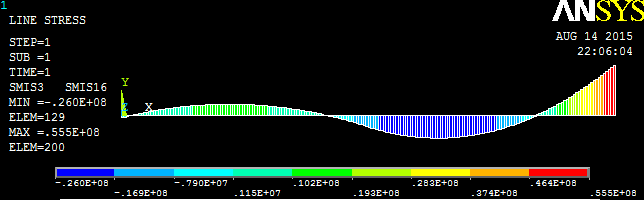 1
ANSYS
LINE STRESS
AUG 14 2015
22:06:04
STEP=1
SUB =1
TIME=1
SMIS3 SMIS16
MIN =-.260E+08
ELEM=129
MAX =.555E+08
ELEM=200
Y
Z X
-.260E+08 -.790E+07 .102E+08 .283E+08 .464E+08
-.169E+08 .115E+07 .193E+08 .374E+08 .555E+08